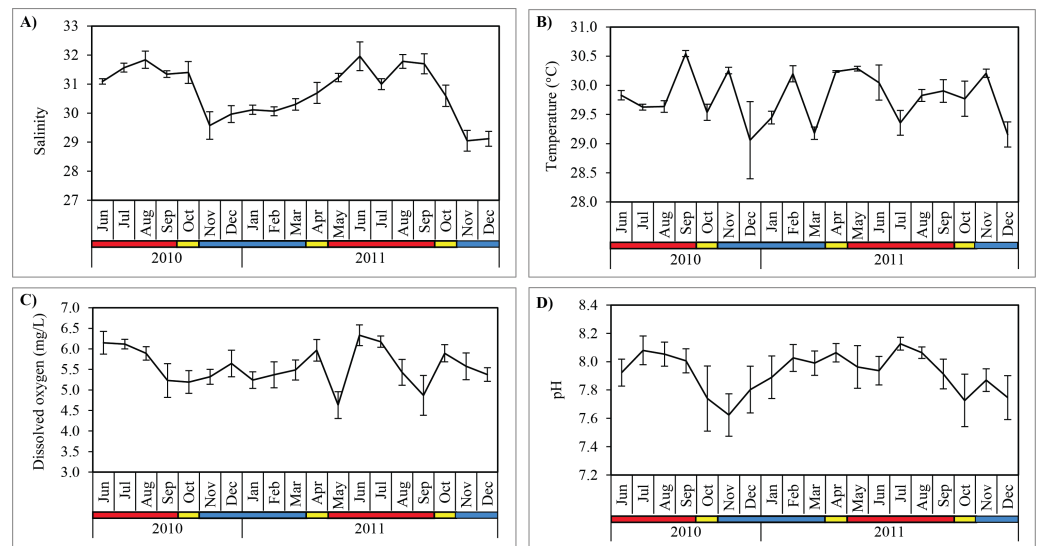 A)
Salinity
33
32
31
30
29
28
27
Jun Jul Aug Sep Oct Nov Dec Jan Feb Mar Apr May Jun Jul Aug Sep Oct Nov Dec
2010 2011
B)
Temperature (°C)
31.0
30.5
30.0
29.5
29.0
28.5
28.0
Jun Jul Aug Sep Oct Nov Dec Jan Feb Mar Apr May Jun Jul Aug Sep Oct Nov Dec
2010 2011
C)
Dissolved oxygen (mg/L)
7.0
6.5
6.0
5.5
5.0
4.5
4.0
3.5
3.0
Jun Jul Aug Sep Oct Nov Dec Jan Feb Mar Apr May Jun Jul Aug Sep Oct Nov Dec
2010 2011
D)
pH
8.4
8.2
8.0
7.8
7.6
7.4
7.2
Jun Jul Aug Sep Oct Nov Dec Jan Feb Mar Apr May Jun Jul Aug Sep Oct Nov Dec
2010 2011